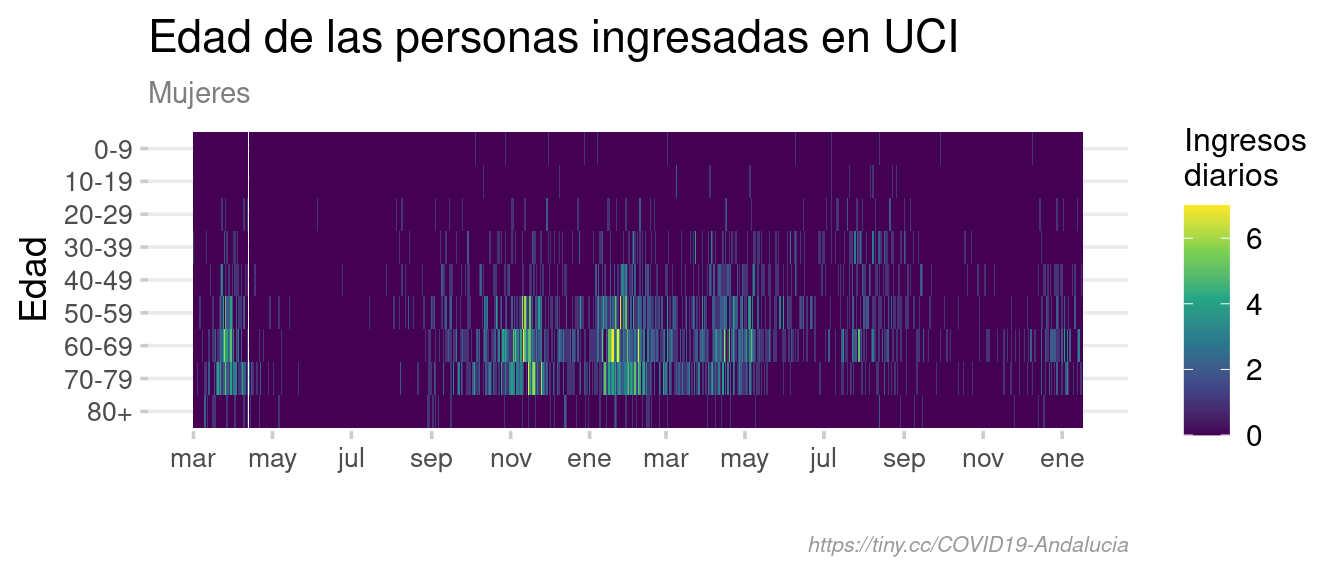 Edad de las personas ingresadas en UCI
Mujeres
Edad
0-9
10-19
20-29
30-39
40-49
50-59
60-69
70-79
80+
mar may jul sep nov ene mar may jul sep nov ene
Ingresos
diarios
6
4
2
0
https://tiny.cc/COVID19-Andalucia